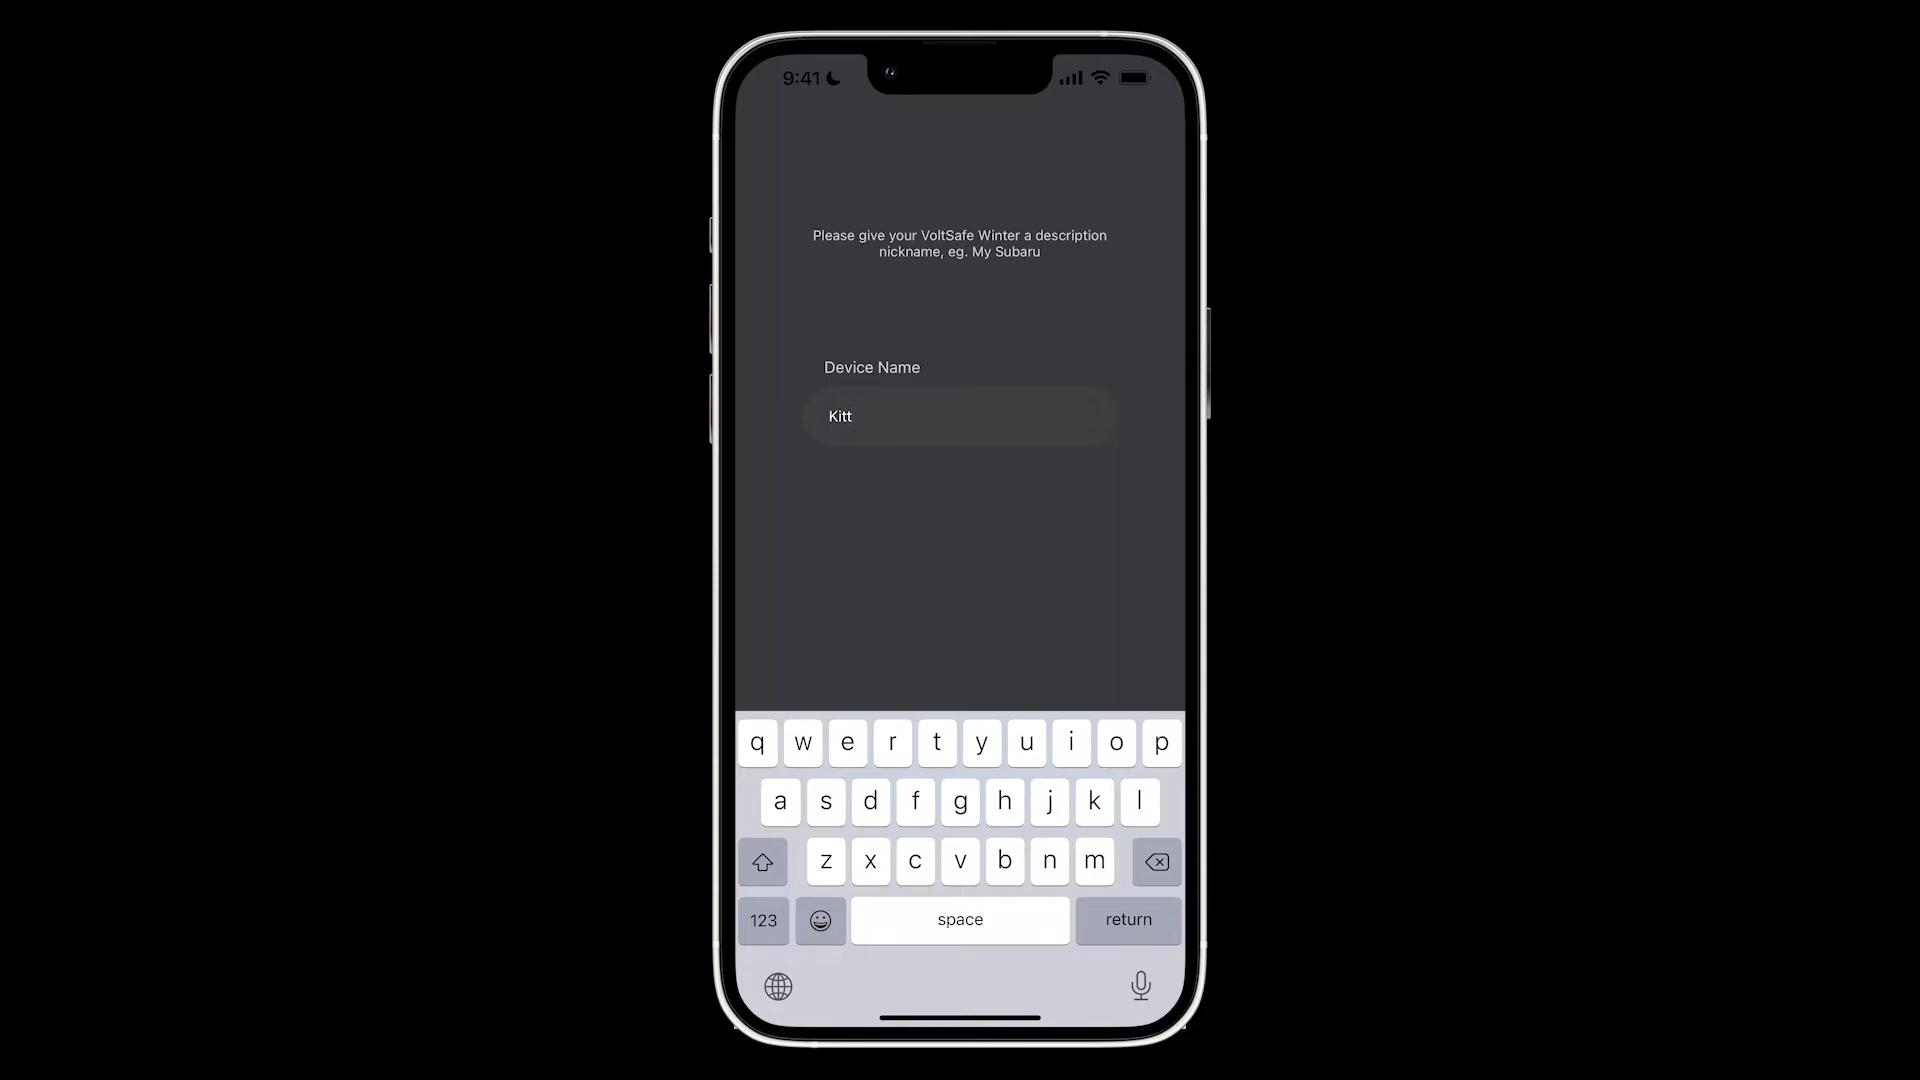 9:41
Please give your VoltSafe Winter a description
nickname, eg. My Subaru
Device Name
Kitt
q w e r t y u i o p
a s d f g h j k l
z x c v b n m
123 space return